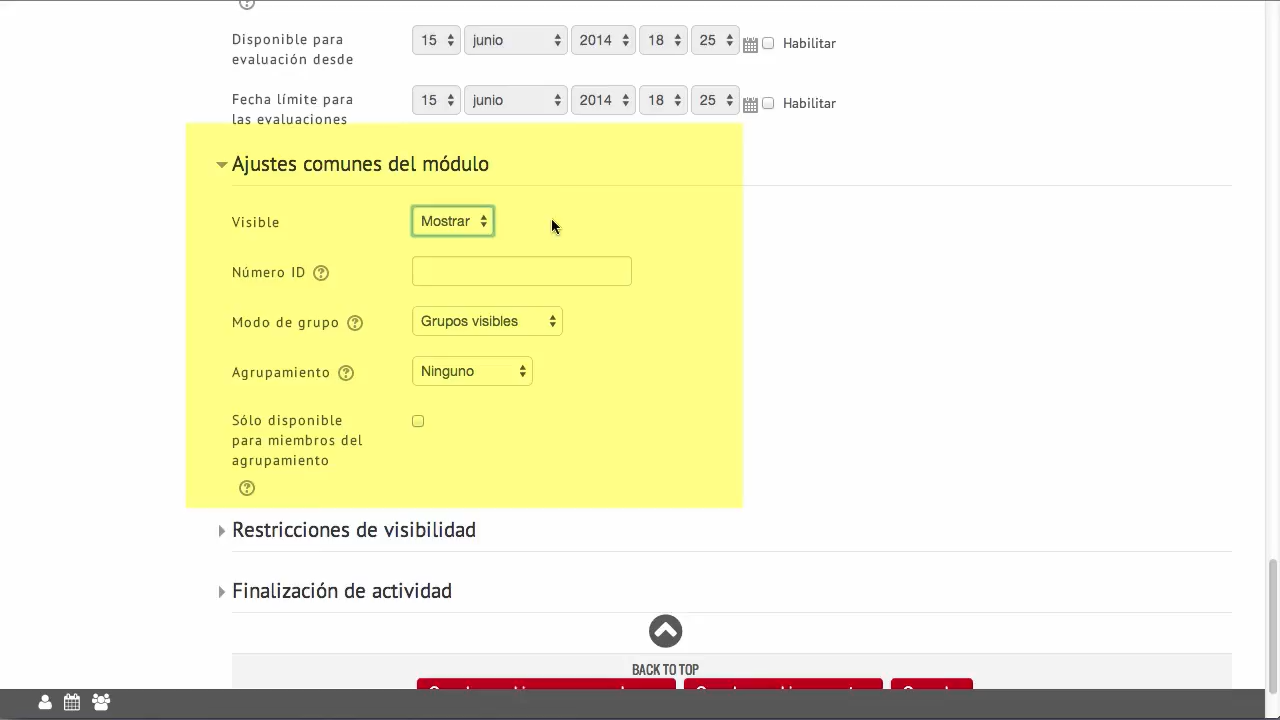 Disponible para
evaluación desde
15 junio 2014 18 25 Habilitar
Fecha límite para
las evaluaciones
15 junio 2014 18 25 Habilitar
Ajustes comunes del módulo
Visible Mostrar
Número ID
Modo de grupo Grupos visibles
Agrupamiento Ninguno
Sólo disponible
para miembros del
agrupamiento
Restricciones de visibilidad
Finalización de actividad
BACK TO TOP